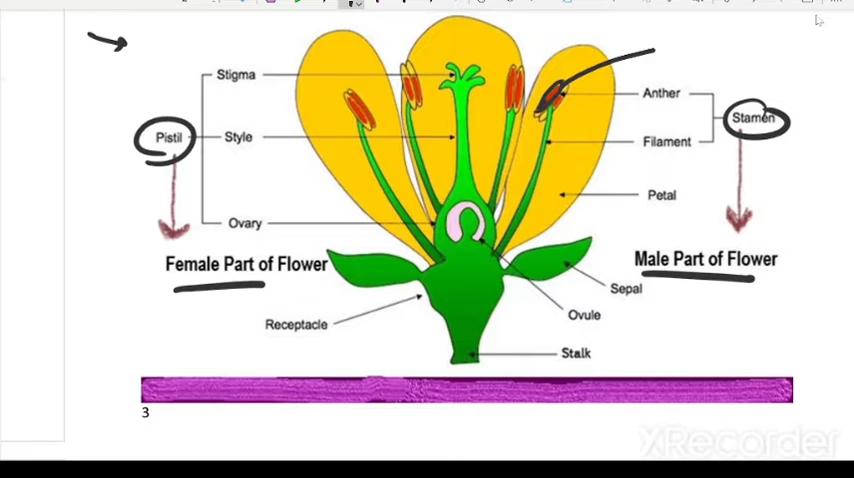 Stigma
Anther
Stamen
Pistil
Style
Filament
Petal
Ovary
Female Part of Flower
Male Part of Flower
Sepal
Ovule
Receptacle
Stalk
3
XRecorder